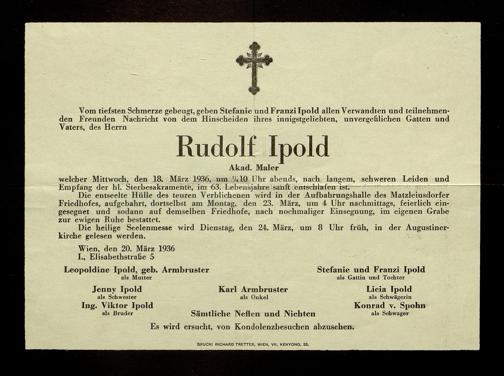 Vom tiefsten Schmerze gebeugt, geben Stefanie und Franzi Ipold allen Verwandten und teilnehmen-
den Freunden Nachricht von dem Hinscheiden ihres innigstgeliebten, unvergeßlichen Gatten und
Vaters, des Herrn
Rudolf Ipold
Akad. Maler
welcher Mittwoch, den 18. März 1936, um ¼10 Uhr abends, nach langem, schweren Leiden und
Empfang der hl. Sterbesakramente, im 63. Lebensjahre sanft entschlafen ist.
Die entseelte Hülle des teuren Verblichenen wird in der Aufbahrungshalle des Matzleinsdorfer
Friedhofes, aufgebahrt, dortselbst am Montag, den 23. März, um 4 Uhr nachmittags, feierlich ein-
gesegnet und sodann auf demselben Friedhofe, nach nochmaliger Einsegnung, im eigenen Grabe
zur ewigen Ruhe bestattet.
Die heilige Seelenmesse wird Dienstag, den 24. März, um 8 Uhr früh, in der Augustiner-
kirche gelesen werden.
Wien, den 20. März 1936
I., Elisabethstraße 5
Leopoldine Ipold, geb. Armbruster
als Mutter
Stefanie und Franzi Ipold
als Gattin und Tochter
Jenny Ipold
als Schwester
Karl Armbruster
als Onkel
Licia Ipold
als Schwägerin
Ing. Viktor Ipold
als Bruder
Sämtliche Neffen und Nichten
Konrad v. Spohn
als Schwager
Es wird ersucht, von Kondolenzbesuchen abzusehen.
DRUCK: RICHARD TRETTER, WIEN, VII. KENYONG. 23.